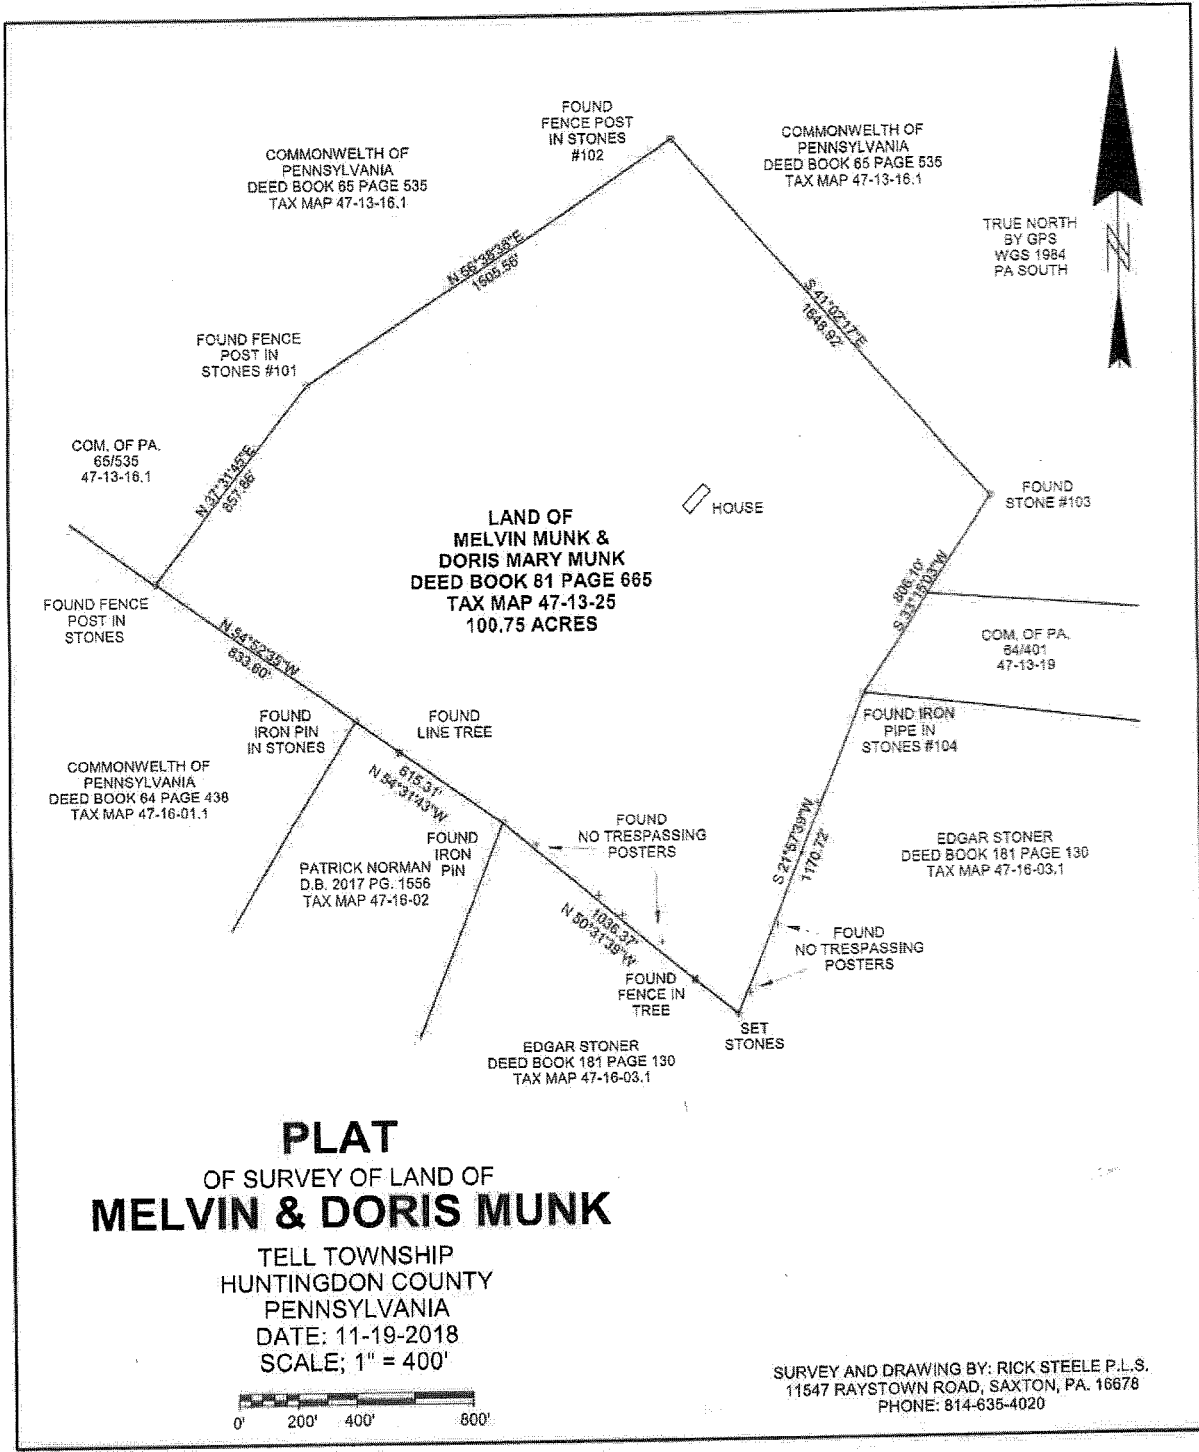 FOUND
FENCE POST
IN STONES
#102
COMMONWELTH OF
PENNSYLVANIA
DEED BOOK 65 PAGE 535
TAX MAP 47-13-16.1
COMMONWELTH OF
PENNSYLVANIA
DEED BOOK 65 PAGE 535
TAX MAP 47-13-16.1
TRUE NORTH
BY GPS
WGS 1984
PA SOUTH
N
N 56°38'38"E
1505.56'
S 41°02'17"E
1648.92'
FOUND FENCE
POST IN
STONES #101
COM. OF PA.
65/535
47-13-16.1
N 37°31'45"E
857.86'
FOUND
STONE #103
HOUSE
LAND OF
MELVIN MUNK &
DORIS MARY MUNK
DEED BOOK 81 PAGE 665
TAX MAP 47-13-25
100.75 ACRES
806.10'
S 33°15'03"W
FOUND FENCE
POST IN
STONES
N 54°52'35"W
833.60'
COM. OF PA.
64/401
47-13-19
FOUND
IRON PIN
IN STONES
FOUND
LINE TREE
FOUND IRON
PIPE IN
STONES #104
COMMONWELTH OF
PENNSYLVANIA
DEED BOOK 64 PAGE 438
TAX MAP 47-16-01.1
615.31'
N 54°31'43"W
FOUND
IRON
PIN
FOUND
NO TRESPASSING
POSTERS
S 21°57'39"W
1170.72'
EDGAR STONER
DEED BOOK 181 PAGE 130
TAX MAP 47-16-03.1
PATRICK NORMAN
D.B. 2017 PG. 1556
TAX MAP 47-16-02
1036.37'
N 50°31'39"W
FOUND
NO TRESPASSING
POSTERS
FOUND
FENCE IN
TREE
SET
STONES
EDGAR STONER
DEED BOOK 181 PAGE 130
TAX MAP 47-16-03.1
PLAT
OF SURVEY OF LAND OF
MELVIN & DORIS MUNK
TELL TOWNSHIP
HUNTINGDON COUNTY
PENNSYLVANIA
DATE: 11-19-2018
SCALE; 1" = 400'
0' 200' 400' 800'
SURVEY AND DRAWING BY: RICK STEELE P.L.S.
11547 RAYSTOWN ROAD, SAXTON, PA. 16678
PHONE: 814-635-4020